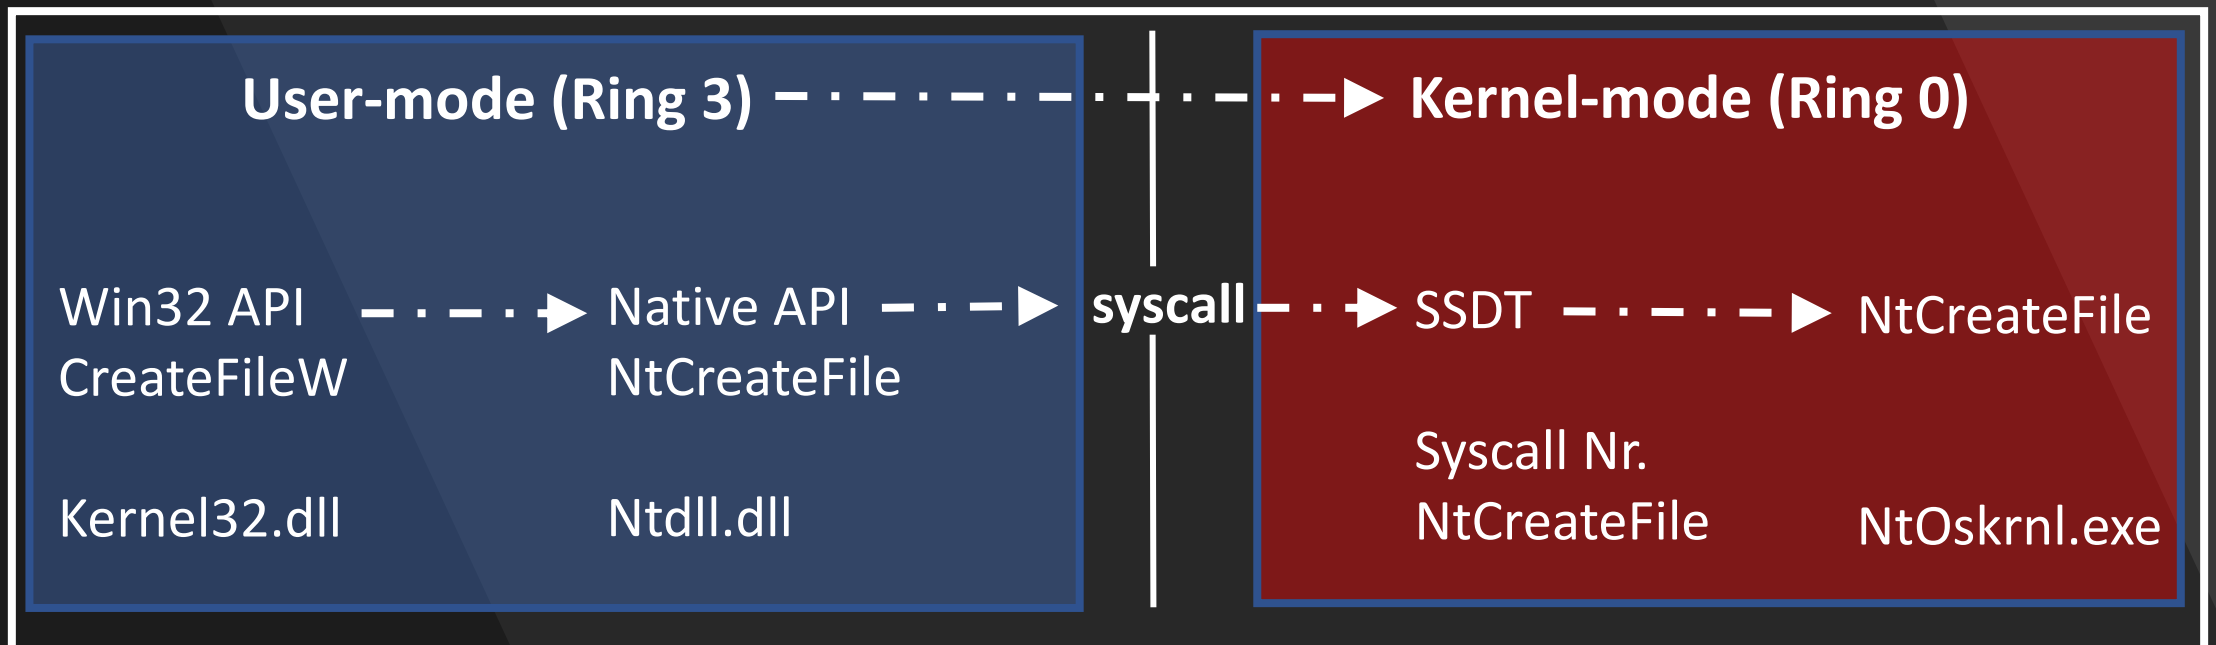 User-mode (Ring 3)
Kernel-mode (Ring 0)
Win32 API
CreateFileW
Kernel32.dll
Native API
NtCreateFile
Ntdll.dll
syscall
SSDT
Syscall Nr.
NtCreateFile
NtCreateFile
NtOskrnl.exe